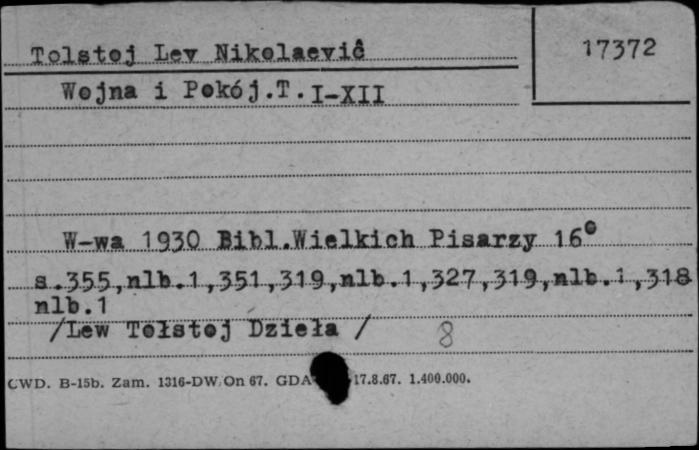 Tolstoj Lev Nikolaevič
17372
Wojna i Pokój.T.I-XII
W-wa 1930 Bibl.Wielkich Pisarzy 16°
s.355,nlb.1,351,319,nlb.1,327,319,nlb.1,318
nlb.1
/Lew Tołstoj Dzieła /
8
CWD. B-15b. Zam. 1316-DW/On 67. GDA 17.8.67. 1.400.000.